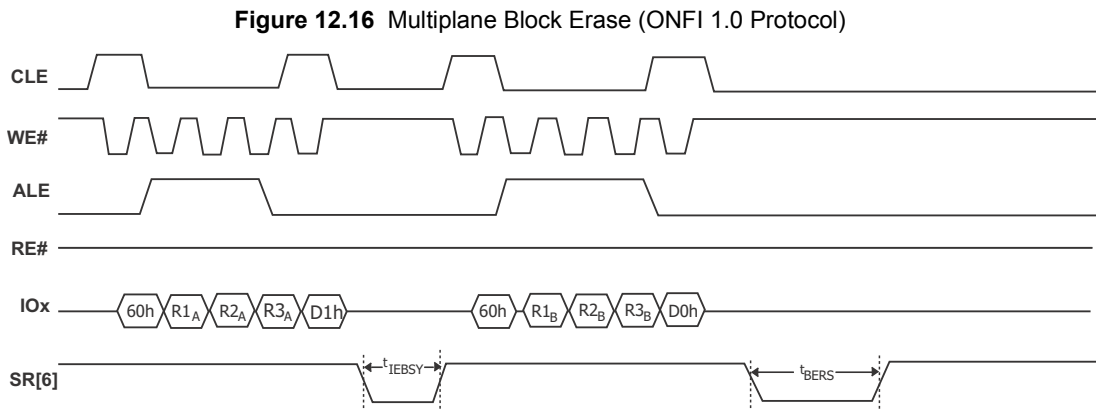 Figure 12.16 Multiplane Block Erase (ONFI 1.0 Protocol)
CLE
WE#
ALE
RE#
IOx 60h R1A R2A R3A D1h 60h R1B R2B R3B D0h
SR[6] tIEBSY tBERS